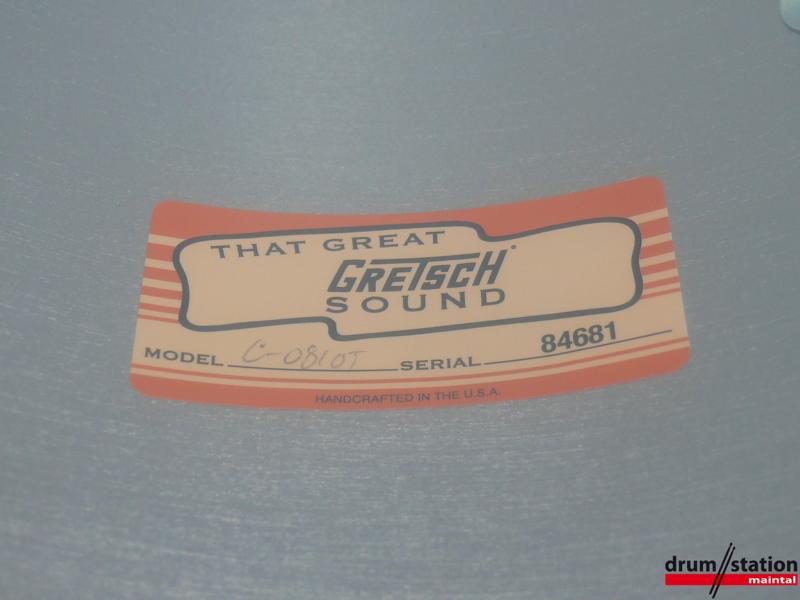 THAT GREAT
GRETSCH®
SOUND
MODEL C-0810T SERIAL 84681
HANDCRAFTED IN THE U.S.A.
drum//station
maintal